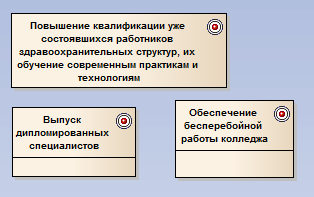 Повышение квалификации уже
состоявшихся работников
здравоохранительных структур, их
обучение современным практикам и
технологиям
Выпуск
дипломированных
специалистов
Обеспечение
бесперебойной
работы колледжа